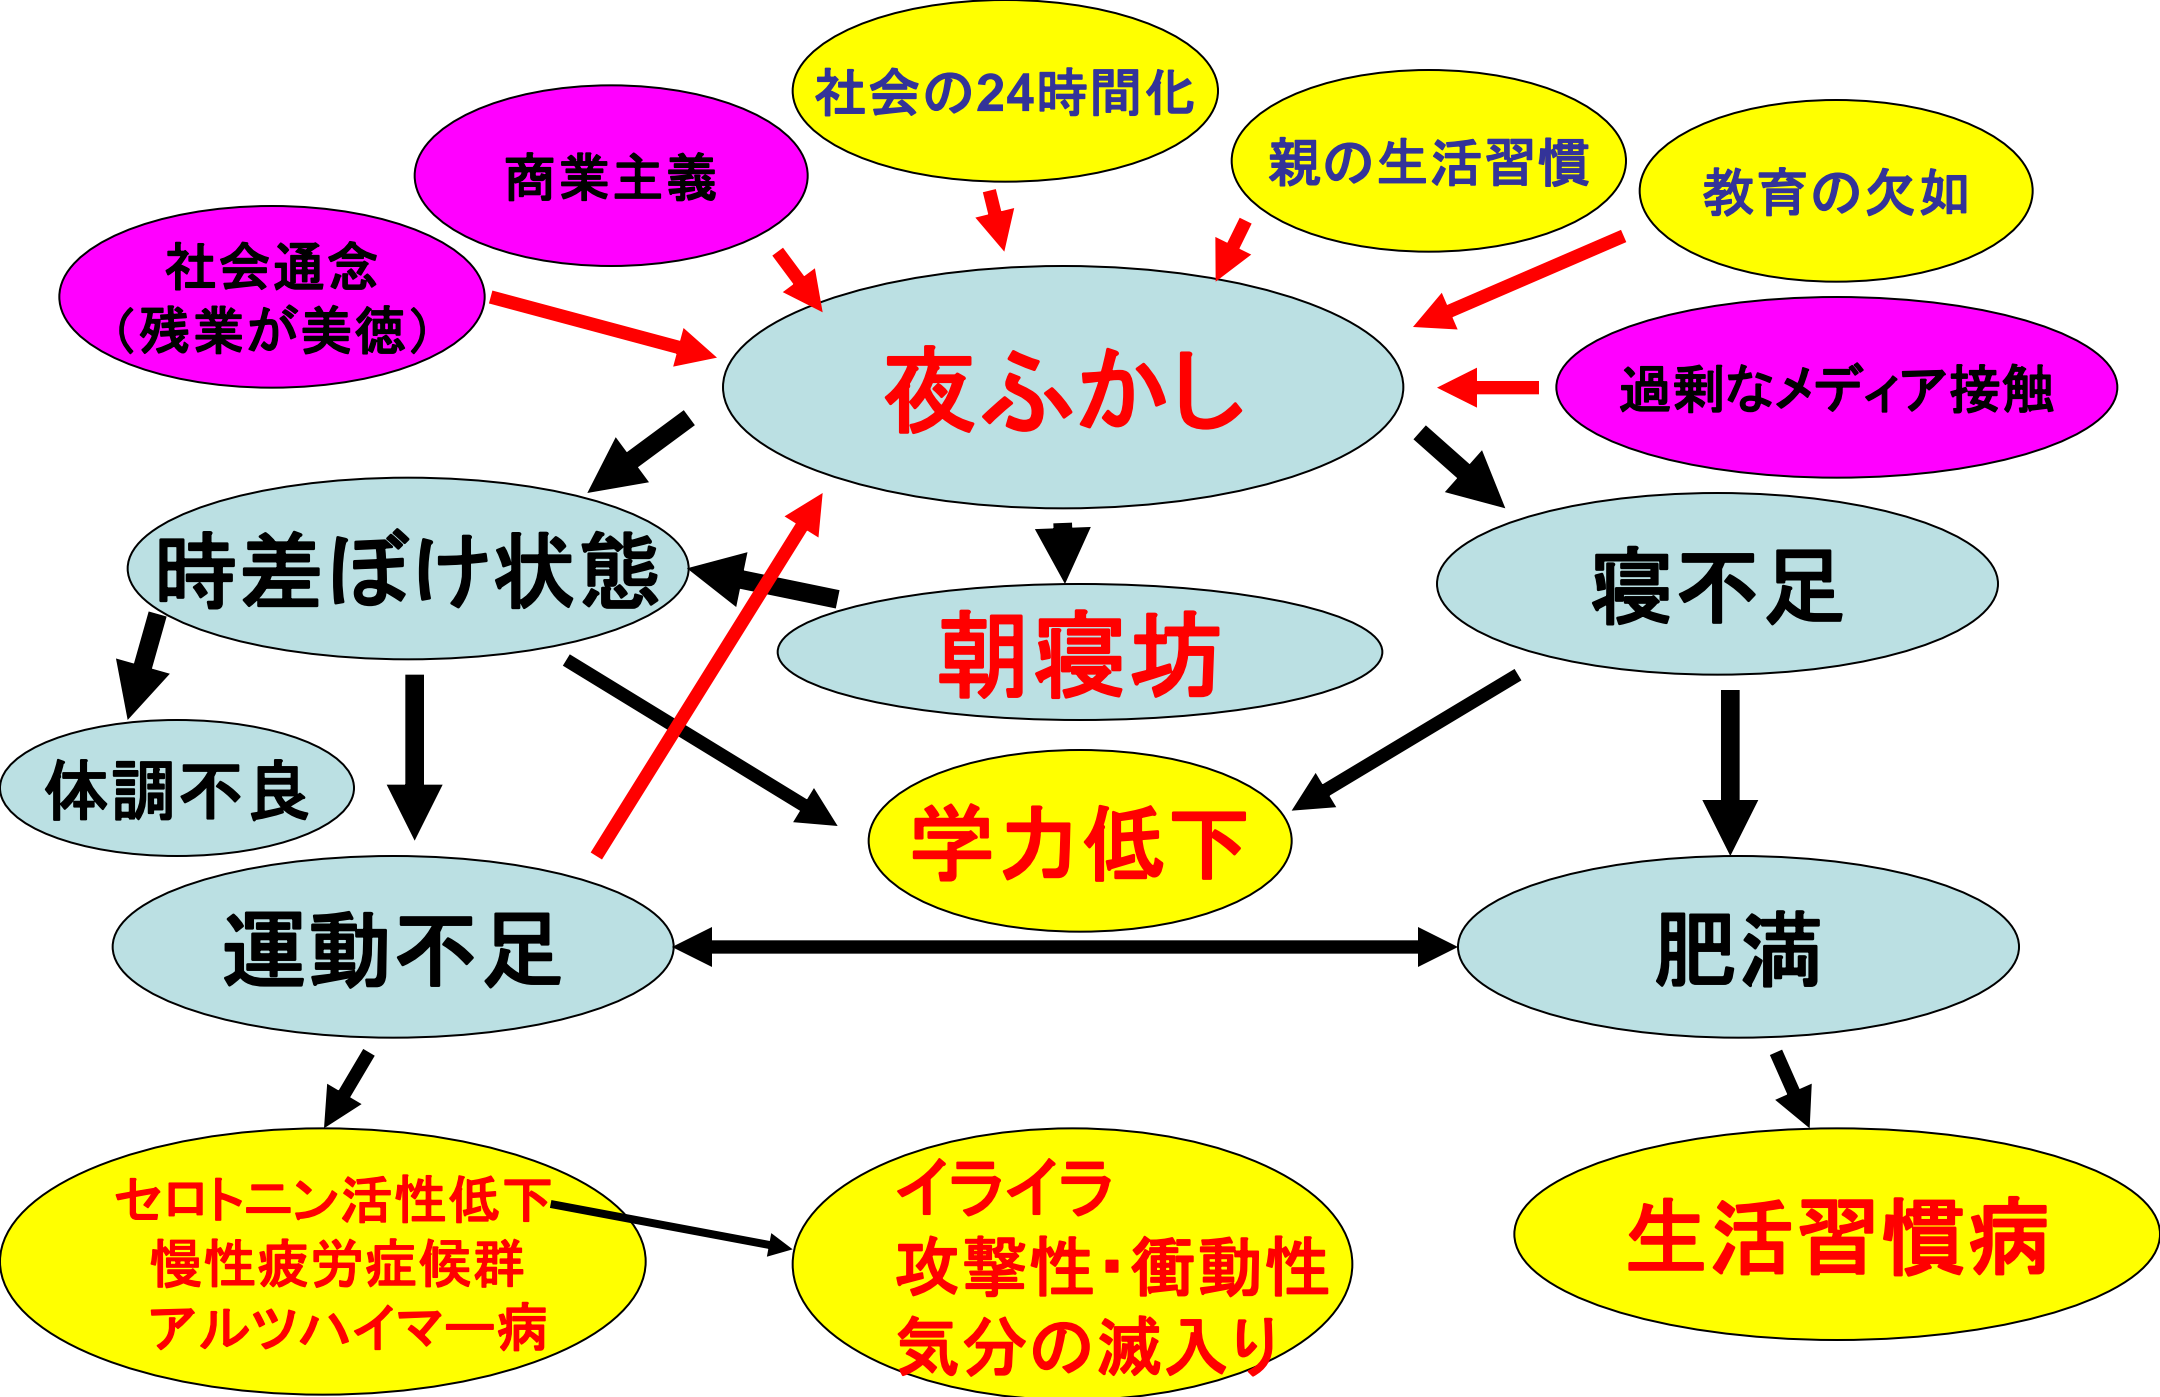 社会の24時間化
親の生活習慣
商業主義
教育の欠如
社会通念
（残業が美徳）
過剰なメディア接触
夜ふかし
時差ぼけ状態
寝不足
朝寝坊
体調不良
学力低下
運動不足
肥満
セロトニン活性低下
慢性疲労症候群
アルツハイマー病
イライラ
攻撃性・衝動性
気分の滅入り
生活習慣病